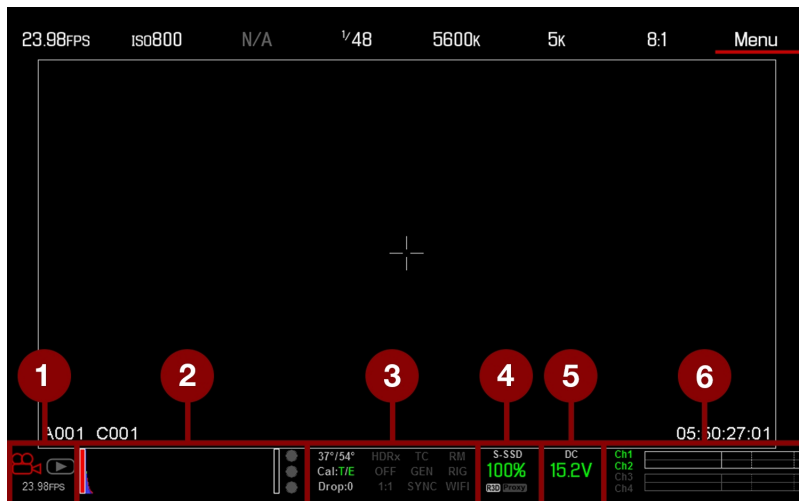 23.98FPS ISO800 N/A 1/48 5600K 5K 8:1 Menu
1 2 3 4 5 6
A001 C001 05:50:27:01
37°/54° HDRx TC RM
Cal:T/E OFF GEN RIG
Drop:0 1:1 SYNC WIFI
23.98FPS
S-SSD
100%
R3D Proxy
DC
15.2V
Ch1
Ch2
Ch3
Ch4